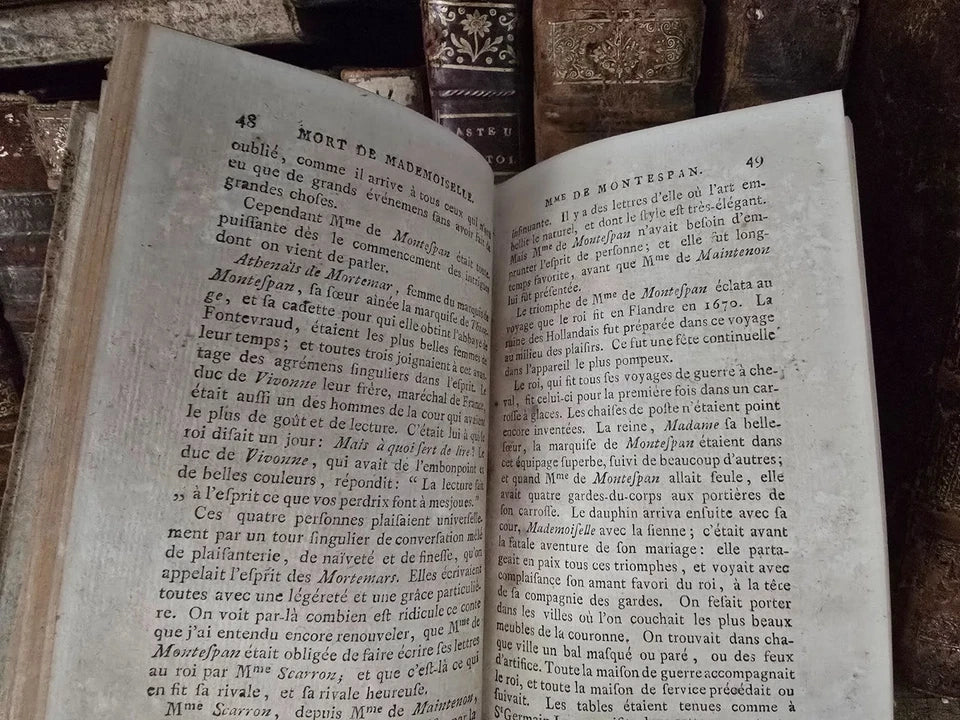 ASTE U
48 MORT DE MADEMOISELLE.
oublié, comme il arrive à tous ceux qui n'ont
eu que de grands événemens ſans avoir fait de
grandes choſes.
Cependant Mme de Monteſpan était toute
puiſſante dès le commencement des intrigues
dont on vient de parler.
Athenaïs de Mortemar, femme du marquis de
Monteſpan, ſa ſœur ainée la marquiſe de Thian-
ge, et ſa cadette pour qui elle obtint l'abbaye de
Fontevraud, étaient les plus belles femmes de
leur temps; et toutes trois joignaient à cet avan-
tage des agrémens ſinguliers dans l'eſprit. Le
duc de Vivonne leur frère, maréchal de France,
était auſſi un des hommes de la cour qui avaient
le plus de goût et de lecture. C'était lui à qui le
roi diſait un jour: Mais à quoi ſert de lire? Le
duc de Vivonne, qui avait de l'embonpoint et
de belles couleurs, répondit: “ La lecture fait
„ à l'eſprit ce que vos perdrix font à mes joues.”
Ces quatre perſonnes plaiſaient univerſelle-
ment par un tour ſingulier de converſation mêlé
de plaiſanterie, de naïveté et de fineſſe, qu'on
appelait l'eſprit des Mortemars. Elles écrivaient
toutes avec une légéreté et une grâce particuliè-
re. On voit par-là combien eſt ridicule ce conte
que j'ai entendu encore renouveler, que Mme de
Monteſpan était obligée de faire écrire ſes lettres
au roi par Mme Scarron; et que c'eſt-là ce qui
en fit ſa rivale, et ſa rivale heureuſe.
Mme Scarron, depuis Mme de Maintenon,
49
MME DE MONTESPAN.
inſinuante. Il y a des lettres d'elle où l'art em-
bellit le naturel, et dont le ſtyle eſt très-élégant.
Mais Mme de Monteſpan n'avait beſoin d'em-
prunter l'eſprit de perſonne; et elle fut long-
temps favorite, avant que Mme de Maintenon
lui fût préſentée.
Le triomphe de Mme de Monteſpan éclata au
voyage que le roi fit en Flandre en 1670. La
ruine des Hollandais fut préparée dans ce voyage
au milieu des plaiſirs. Ce fut une fête continuelle
dans l'appareil le plus pompeux.
Le roi, qui fit tous ſes voyages de guerre à che-
val, fit celui-ci pour la première fois dans un car-
roſſe à glaces. Les chaiſes de poſte n'étaient point
encore inventées. La reine, Madame ſa belle-
ſœur, la marquiſe de Monteſpan étaient dans
cet équipage ſuperbe, ſuivi de beaucoup d'autres;
et quand Mme de Monteſpan allait ſeule, elle
avait quatre gardes-du-corps aux portières de
ſon carroſſe. Le dauphin arriva enſuite avec ſa
cour, Mademoiſelle avec la ſienne; c'était avant
la fatale aventure de ſon mariage: elle parta-
geait en paix tous ces triomphes, et voyait avec
complaiſance ſon amant favori du roi, à la tête
de ſa compagnie des gardes. On feſait porter
dans les villes où l'on couchait les plus beaux
meubles de la couronne. On trouvait dans cha-
que ville un bal maſqué ou paré, ou des feux
d'artifice. Toute la maiſon de guerre accompagnait
le roi, et toute la maiſon de ſervice précédait ou
ſuivait. Les tables étaient tenues comme à
St Germain